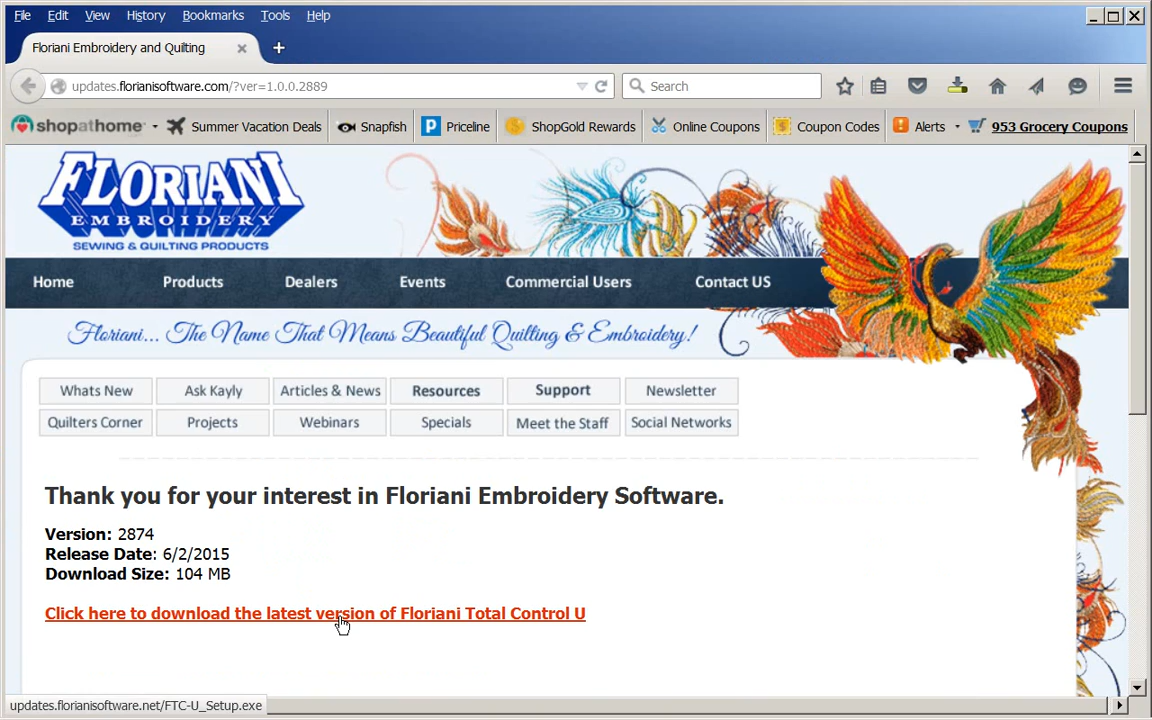 File Edit View History Bookmarks Tools Help
Floriani Embroidery and Quilting
updates.florianisoftware.com/?ver=1.0.0.2889
Search
shopathome Summer Vacation Deals Snapfish Priceline ShopGold Rewards Online Coupons Coupon Codes Alerts 953 Grocery Coupons
FLORIANI
EMBROIDERY
SEWING & QUILTING PRODUCTS
Home Products Dealers Events Commercial Users Contact US
Floriani... The Name That Means Beautiful Quilting & Embroidery!
Whats New Ask Kayly Articles & News Resources Support Newsletter
Quilters Corner Projects Webinars Specials Meet the Staff Social Networks
Thank you for your interest in Floriani Embroidery Software.
Version: 2874
Release Date: 6/2/2015
Download Size: 104 MB
Click here to download the latest version of Floriani Total Control U
updates.florianisoftware.net/FTC-U_Setup.exe